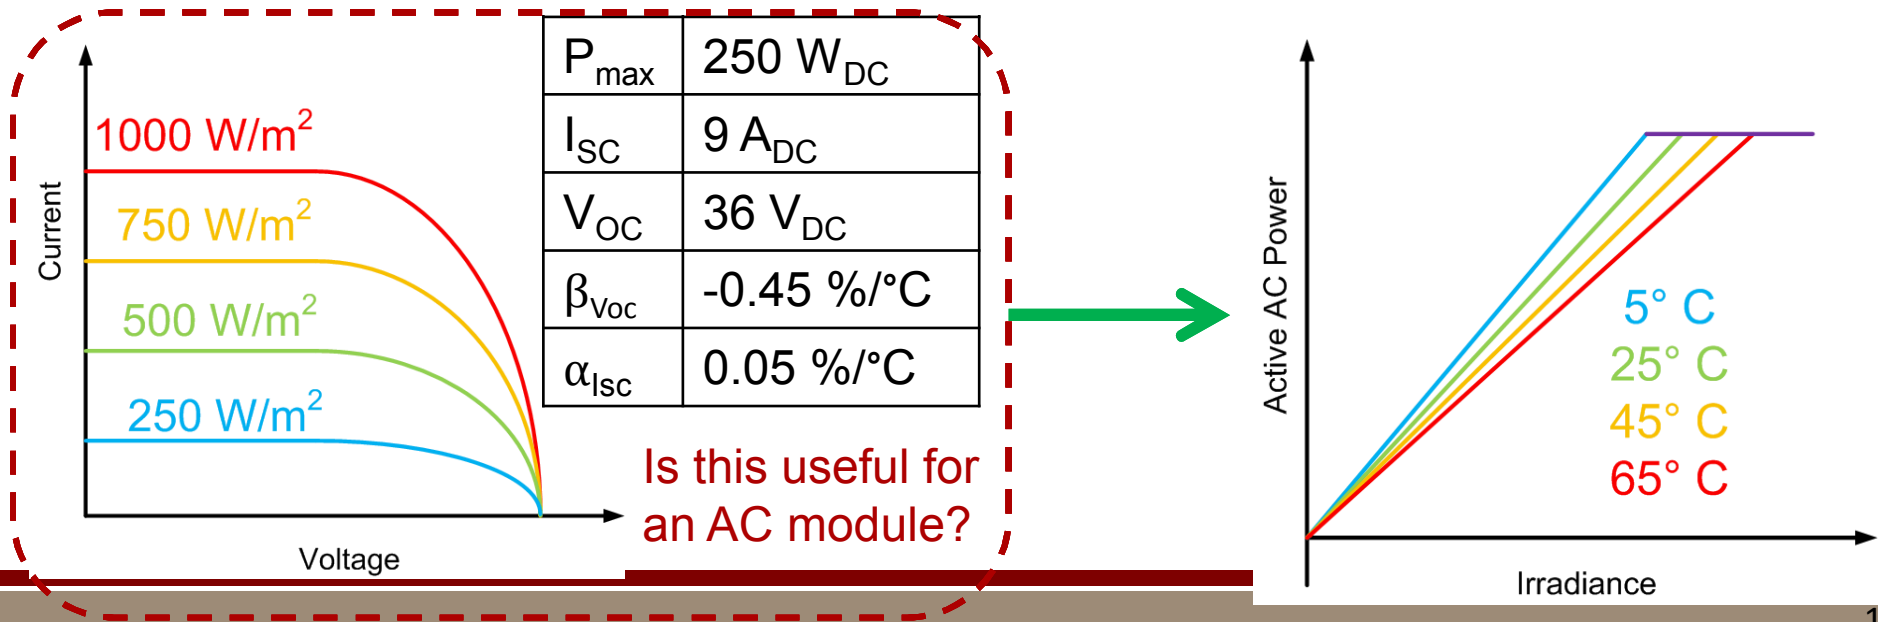 Current
1000 W/m²
750 W/m²
500 W/m²
250 W/m²
Voltage
Pmax 250 WDC
ISC 9 ADC
VOC 36 VDC
βVoc -0.45 %/°C
αIsc 0.05 %/°C
Is this useful for
an AC module?
Active AC Power
5° C
25° C
45° C
65° C
Irradiance
1